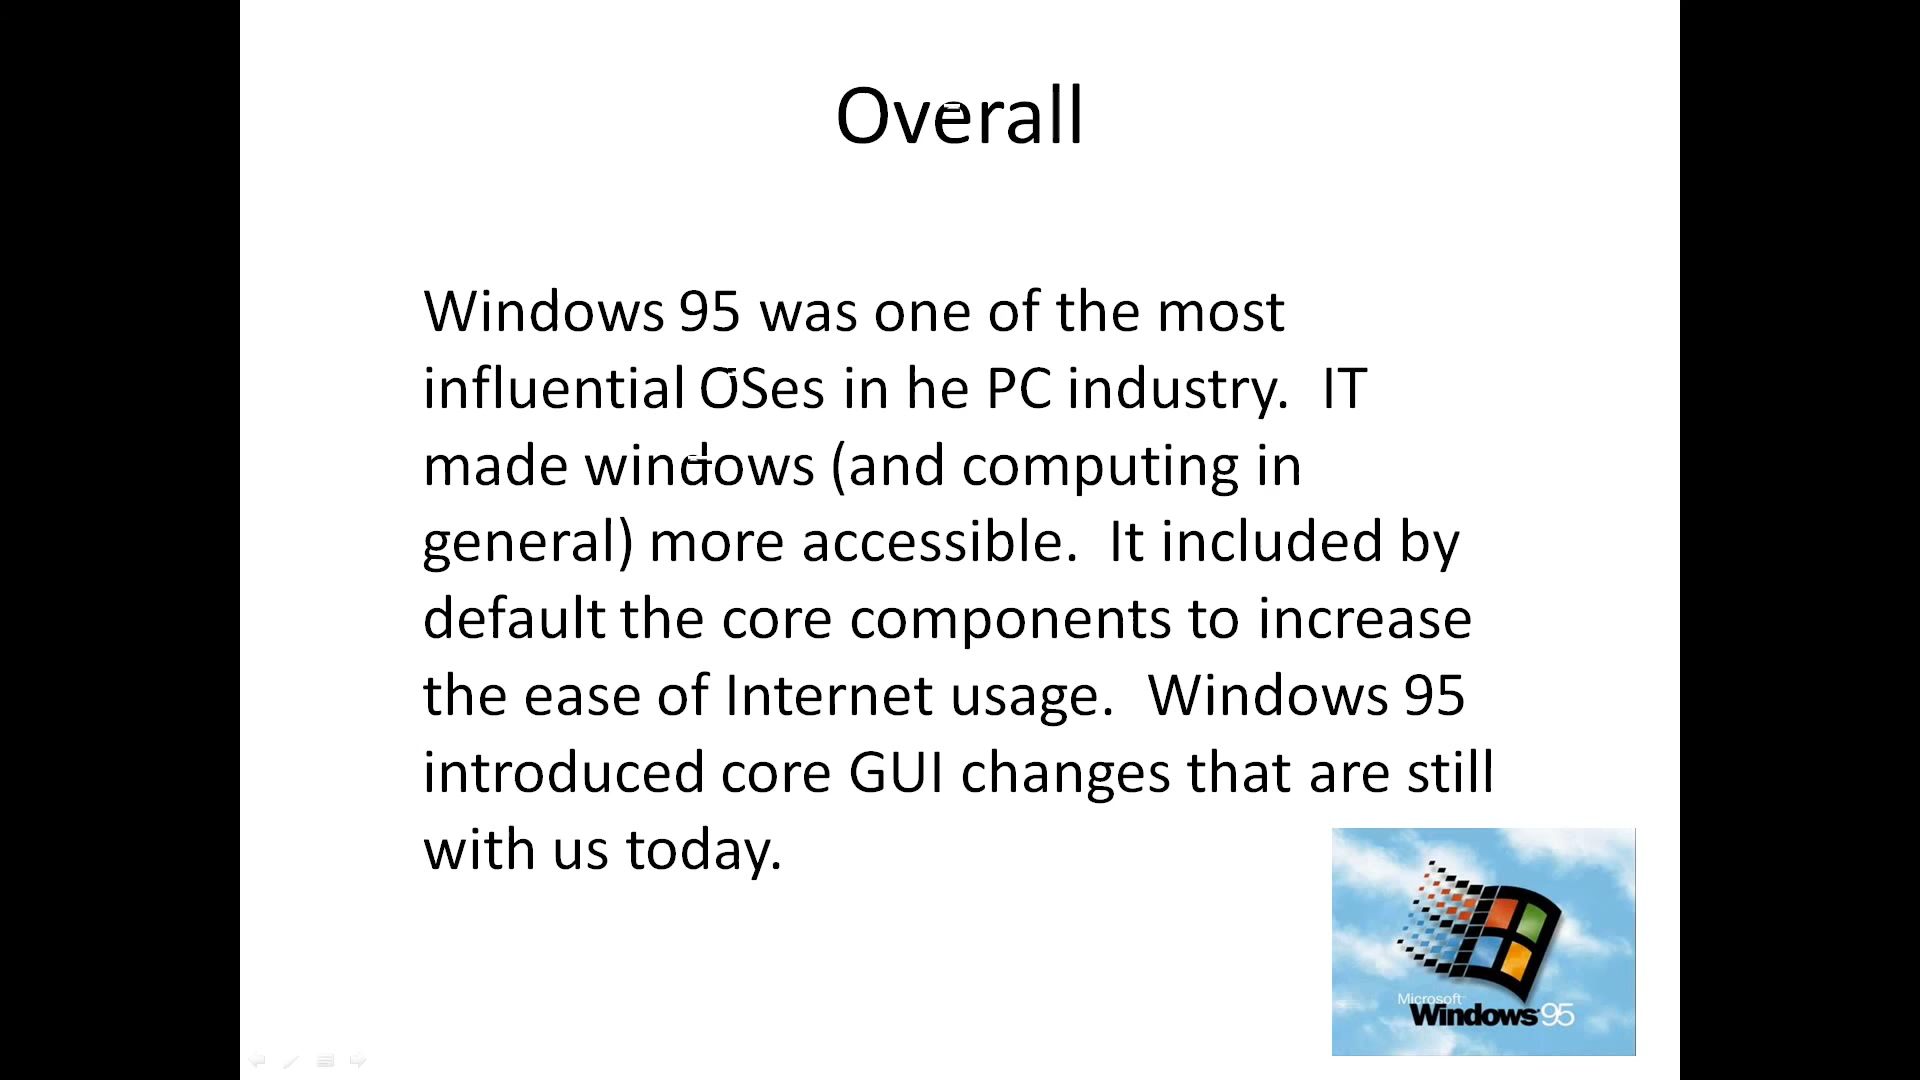 Overall
Windows 95 was one of the most
influential OSes in he PC industry.  IT
made windows (and computing in
general) more accessible.  It included by
default the core components to increase
the ease of Internet usage.  Windows 95
introduced core GUI changes that are still
with us today.
Microsoft
Windows 95